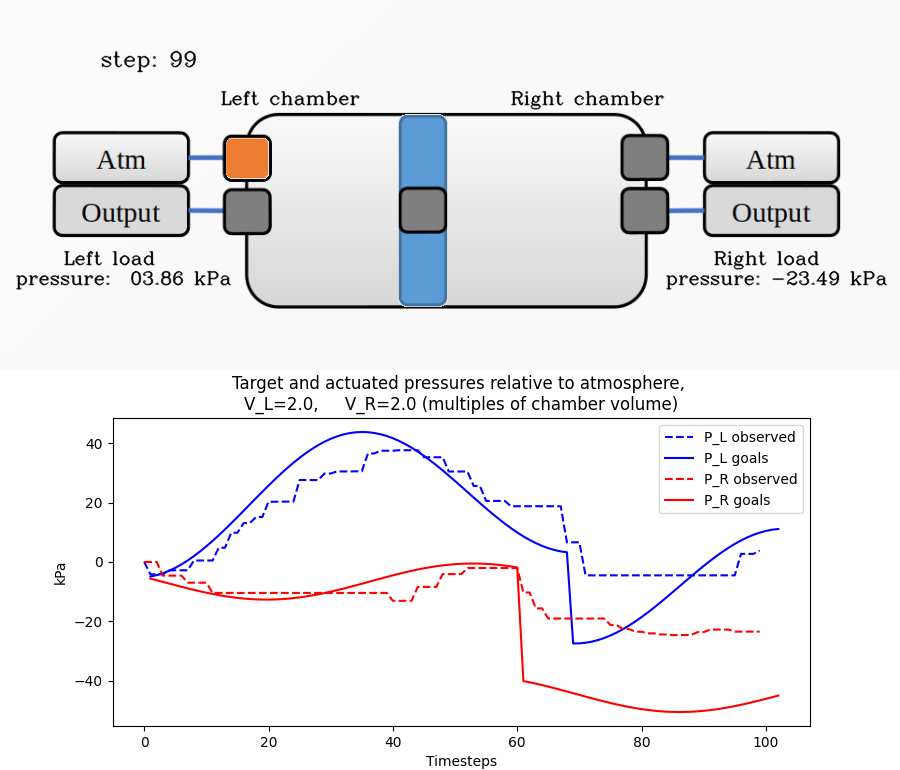 step: 99
Left chamber
Right chamber
Atm
Atm
Output
Output
Left load
pressure: 03.86 kPa
Right load
pressure: −23.49 kPa
Target and actuated pressures relative to atmosphere,
V_L=2.0, V_R=2.0 (multiples of chamber volume)
P_L observed
P_L goals
P_R observed
P_R goals
40
20
0
−20
−40
kPa
0 20 40 60 80 100
Timesteps